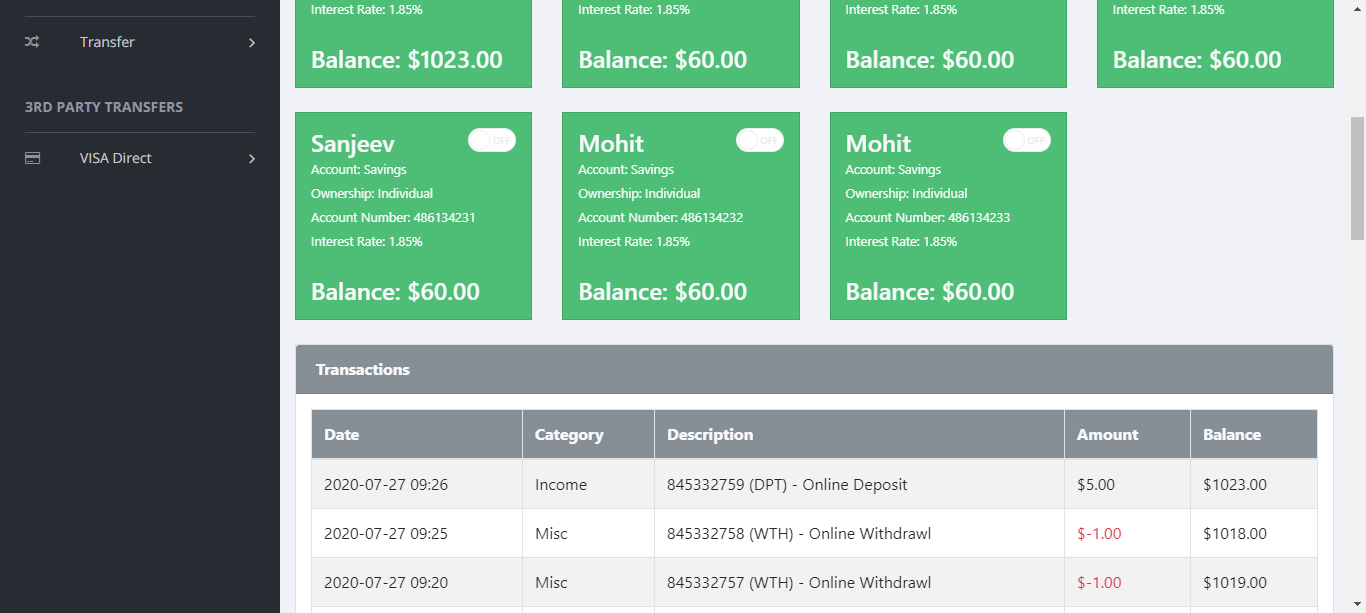 Transfer
3RD PARTY TRANSFERS
VISA Direct
Interest Rate: 1.85%
Balance: $1023.00
Interest Rate: 1.85%
Balance: $60.00
Interest Rate: 1.85%
Balance: $60.00
Interest Rate: 1.85%
Balance: $60.00
Sanjeev OFF
Account: Savings
Ownership: Individual
Account Number: 486134231
Interest Rate: 1.85%
Balance: $60.00
Mohit OFF
Account: Savings
Ownership: Individual
Account Number: 486134232
Interest Rate: 1.85%
Balance: $60.00
Mohit OFF
Account: Savings
Ownership: Individual
Account Number: 486134233
Interest Rate: 1.85%
Balance: $60.00
Transactions
Date Category Description Amount Balance
2020-07-27 09:26 Income 845332759 (DPT) - Online Deposit $5.00 $1023.00
2020-07-27 09:25 Misc 845332758 (WTH) - Online Withdrawl $-1.00 $1018.00
2020-07-27 09:20 Misc 845332757 (WTH) - Online Withdrawl $-1.00 $1019.00